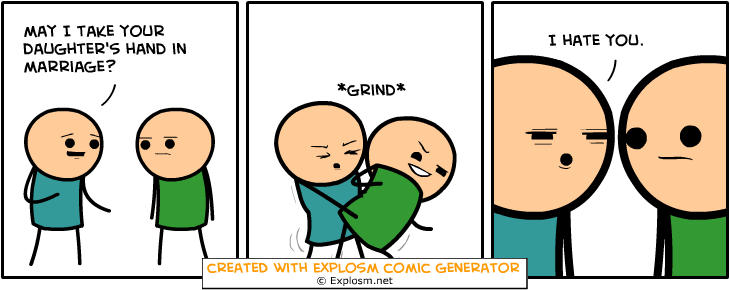 MAY I TAKE YOUR
DAUGHTER'S HAND IN
MARRIAGE?
*GRIND*
I HATE YOU.
CREATED WITH EXPLOSM COMIC GENERATOR
© Explosm.net